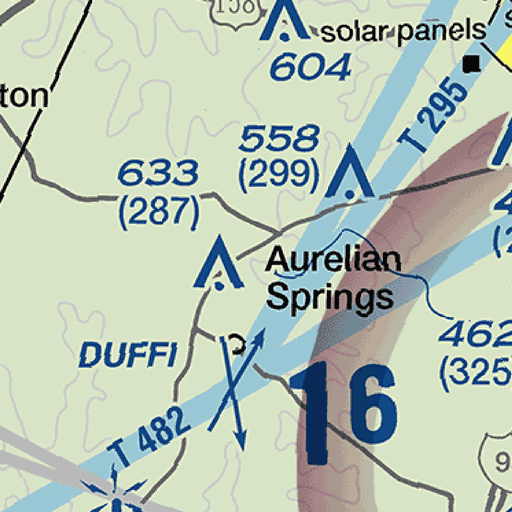 158
solar panels
604
ton
T 295
558
(299)
633
(287)
Aurelian
Springs
462
(325
DUFFI
16
T 482